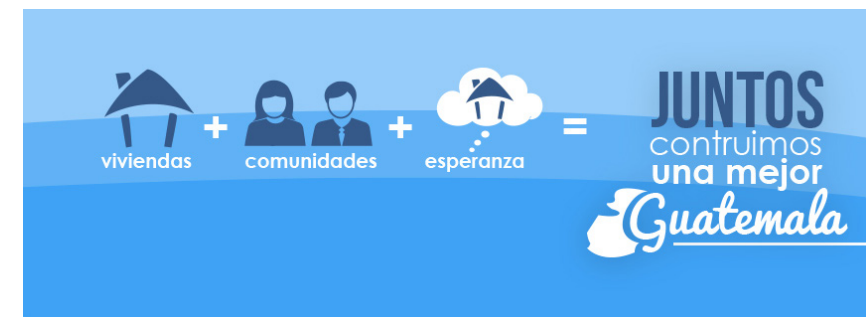 viviendas + comunidades + esperanza =
JUNTOS
contruimos
una mejor
Guatemala